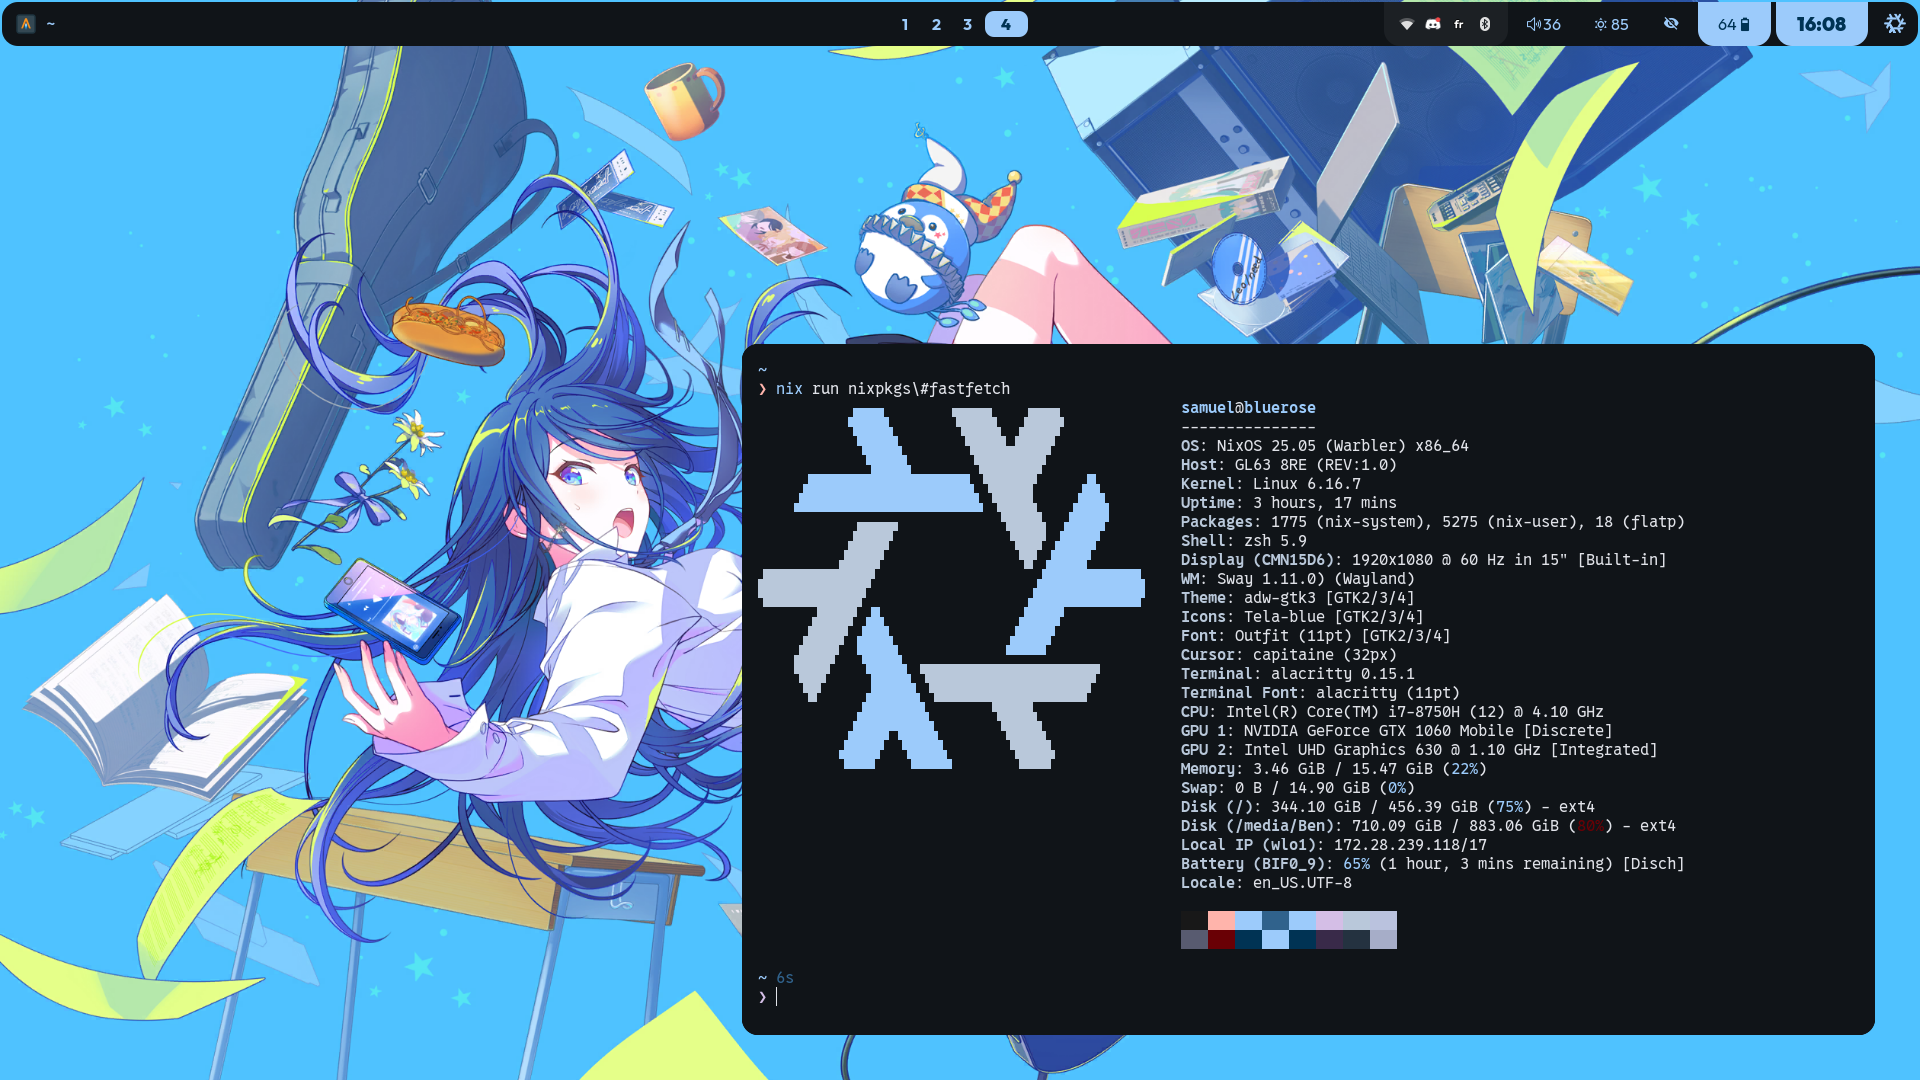 ~
1 2 3 4
fr
36
85
64
16:08
~
❯ nix run nixpkgs\#fastfetch
samuel@bluerose
---------------
OS: NixOS 25.05 (Warbler) x86_64
Host: GL63 8RE (REV:1.0)
Kernel: Linux 6.16.7
Uptime: 3 hours, 17 mins
Packages: 1775 (nix-system), 5275 (nix-user), 18 (flatp)
Shell: zsh 5.9
Display (CMN15D6): 1920x1080 @ 60 Hz in 15" [Built-in]
WM: Sway 1.11.0) (Wayland)
Theme: adw-gtk3 [GTK2/3/4]
Icons: Tela-blue [GTK2/3/4]
Font: Outfit (11pt) [GTK2/3/4]
Cursor: capitaine (32px)
Terminal: alacritty 0.15.1
Terminal Font: alacritty (11pt)
CPU: Intel(R) Core(TM) i7-8750H (12) @ 4.10 GHz
GPU 1: NVIDIA GeForce GTX 1060 Mobile [Discrete]
GPU 2: Intel UHD Graphics 630 @ 1.10 GHz [Integrated]
Memory: 3.46 GiB / 15.47 GiB (22%)
Swap: 0 B / 14.90 GiB (0%)
Disk (/): 344.10 GiB / 456.39 GiB (75%) - ext4
Disk (/media/Ben): 710.09 GiB / 883.06 GiB (80%) - ext4
Local IP (wlo1): 172.28.239.118/17
Battery (BIF0_9): 65% (1 hour, 3 mins remaining) [Disch]
Locale: en_US.UTF-8
~ 6s
❯